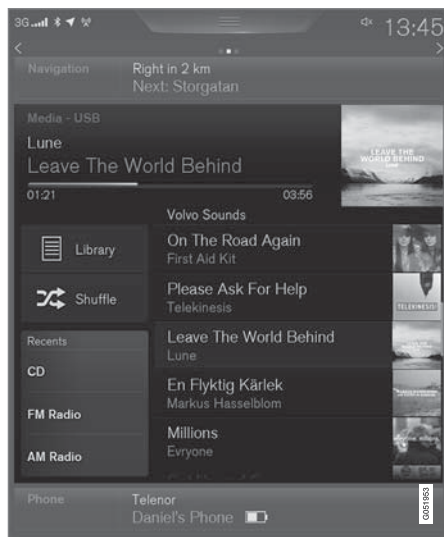 3G
13:45
Navigation
Right in 2 km
Next: Storgatan
Media - USB
Lune
Leave The World Behind
01:21
03:56
LEAVE THE
WORLD BEHIND
Volvo Sounds
Library
Shuffle
On The Road Again
First Aid Kit
Please Ask For Help
Telekinesis
TELEKINESIS!
Leave The World Behind
Lune
En Flyktig Kärlek
Markus Hasselblom
Millions
Evryone
Recents
CD
FM Radio
AM Radio
Phone
Telenor
Daniel's Phone
G051953